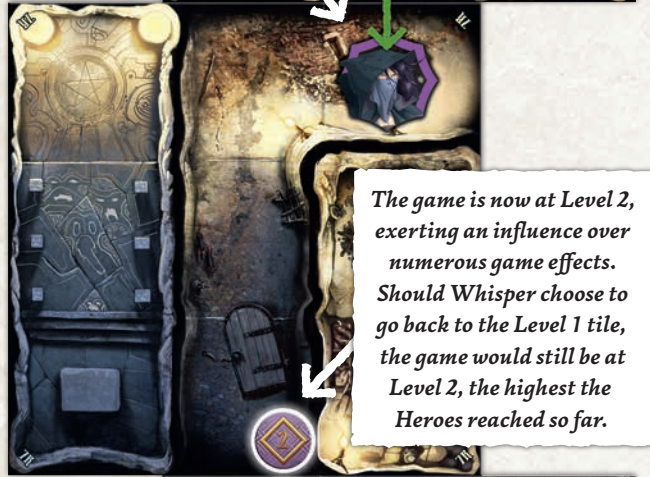 The game is now at Level 2,
exerting an influence over
numerous game effects.
Should Whisper choose to
go back to the Level 1 tile,
the game would still be at
Level 2, the highest the
Heroes reached so far.
2